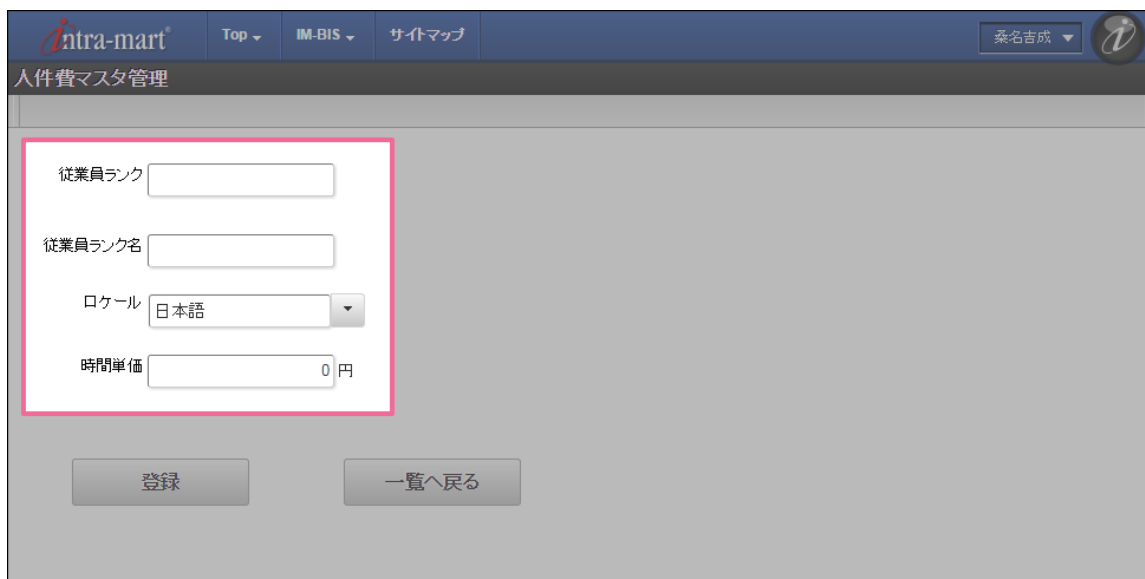 intra-mart® Top IM-BIS サイトマップ 桑名吉成
人件費マスタ管理
従業員ランク
従業員ランク名
ロケール 日本語
時間単価 0 円
登録 一覧へ戻る